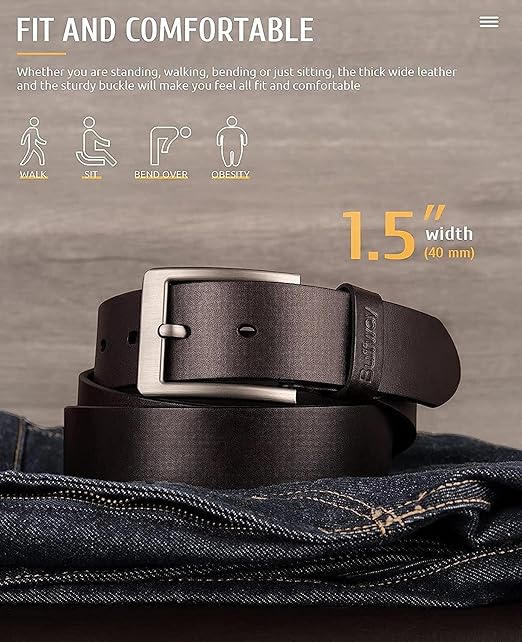 FIT AND COMFORTABLE
Whether you are standing, walking, bending or just sitting, the thick wide leather
and the sturdy buckle will make you feel all fit and comfortable
WALK SIT BEND OVER OBESITY
1.5" width
(40 mm)
Bullway